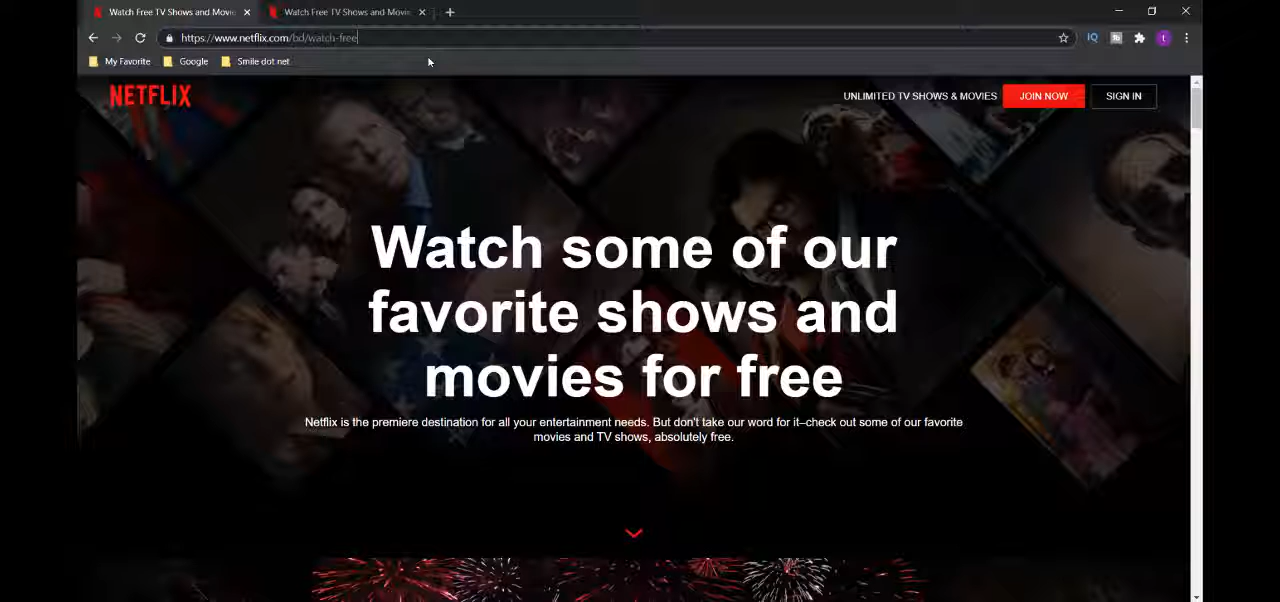 Watch Free TV Shows and Movie
Watch Free TV Shows and Movie
https://www.netflix.com/bd/watch-free
My Favorite
Google
Smile dot net
NETFLIX
UNLIMITED TV SHOWS & MOVIES
JOIN NOW
SIGN IN
Watch some of our
favorite shows and
movies for free
Netflix is the premiere destination for all your entertainment needs. But don't take our word for it–check out some of our favorite
movies and TV shows, absolutely free.